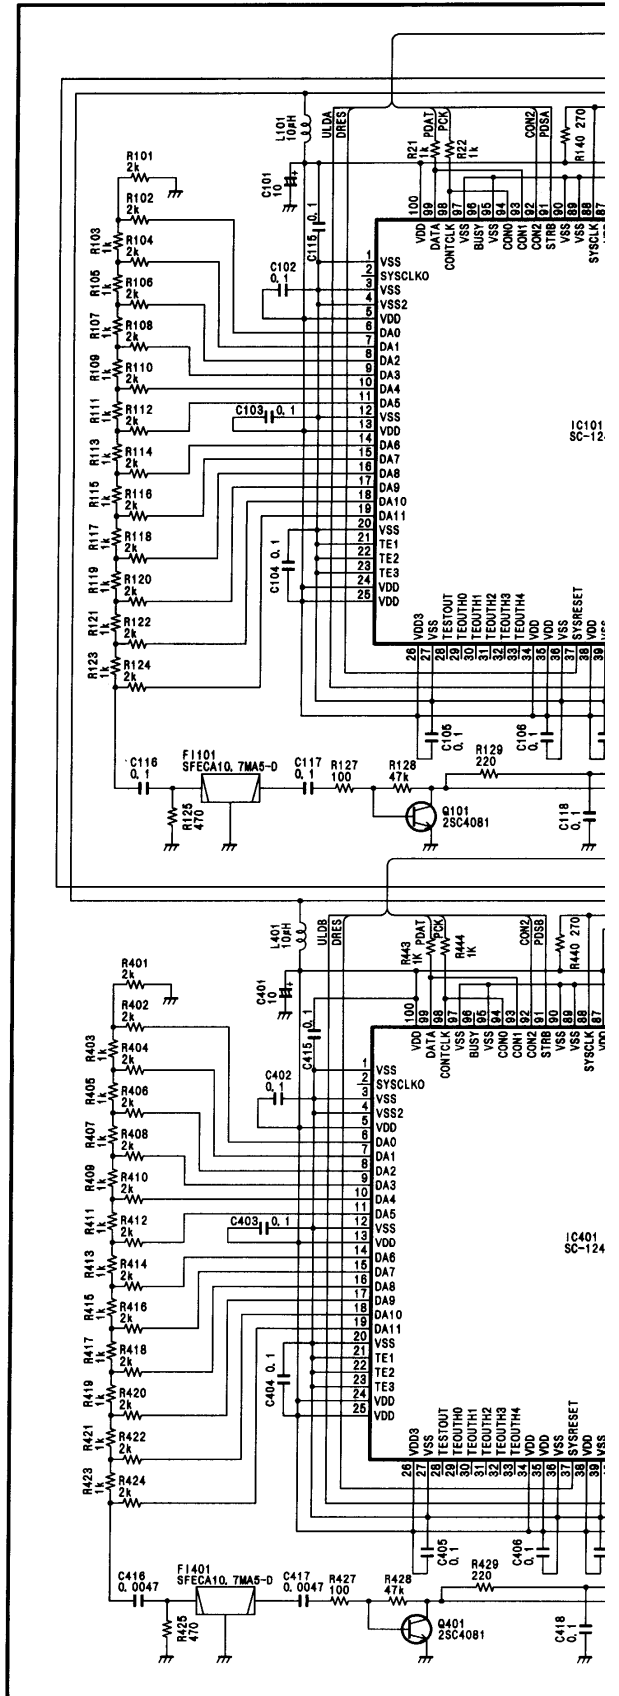 ULDA
DRES
PDAT
PCK
CON2
PDSA
R140 270
L101
10μH
R21
1k
R22
1k
C101
10
R101
2k
R102
2k
R103
1k
R104
2k
R105
1k
R106
2k
R107
1k
R108
2k
R109
1k
R110
2k
R111
1k
R112
2k
R113
1k
R114
2k
R115
1k
R116
2k
R117
1k
R118
2k
R119
1k
R120
2k
R121
1k
R122
2k
R123
1k
R124
2k
C115 0.1
C102
0.1
C103 0.1
C104 0.1
100 VDD
99 DATA
98 CONTCLK
97 VSS
96 BUSY
95 VSS
94 CON0
93 CON1
92 CON2
91 STRB
90 VSS
89 VSS
88 SYSCLK
87
1 VSS
2 SYSCLKO
3 VSS
4 VSS2
5 VDD
6 DA0
7 DA1
8 DA2
9 DA3
10 DA4
11 DA5
12 VSS
13 VDD
14 DA6
15 DA7
16 DA8
17 DA9
18 DA10
19 DA11
20 VSS
21 TE1
22 TE2
23 TE3
24 VDD
25 VDD
IC101
SC-124
26 VDD3
27 VSS
28 TESTOUT
29 TEOUTH0
30 TEOUTH1
31 TEOUTH2
32 TEOUTH3
33 TEOUTH4
34 VDD
35 VDD
36 VSS
37 SYSRESET
38 VDD
39 VSS
C105
0.1
C106
0.1
C116
0.1
FI101
SFECA10.7MA5-D
C117
0.1
R127
100
R128
47k
R129
220
R125
470
Q101
2SC4081
C118
0.1
ULDB
DRES
PDAT
PCK
CON2
PDSB
R440 270
L401
10μH
R443
1K
R444
1K
C401
10
R401
2k
R402
2k
R403
1k
R404
2k
R405
1k
R406
2k
R407
1k
R408
2k
R409
1k
R410
2k
R411
1k
R412
2k
R413
1k
R414
2k
R415
1k
R416
2k
R417
1k
R418
2k
R419
1k
R420
2k
R421
1k
R422
2k
R423
1k
R424
2k
C415 0.1
C402
0.1
C403 0.1
C404 0.1
100 VDD
99 DATA
98 CONTCLK
97 VSS
96 BUSY
95 VSS
94 CON0
93 CON1
92 CON2
91 STRB
90 VSS
89 VSS
88 SYSCLK
87 VDD
1 VSS
2 SYSCLKO
3 VSS
4 VSS2
5 VDD
6 DA0
7 DA1
8 DA2
9 DA3
10 DA4
11 DA5
12 VSS
13 VDD
14 DA6
15 DA7
16 DA8
17 DA9
18 DA10
19 DA11
20 VSS
21 TE1
22 TE2
23 TE3
24 VDD
25 VDD
IC401
SC-124
26 VDD3
27 VSS
28 TESTOUT
29 TEOUTH0
30 TEOUTH1
31 TEOUTH2
32 TEOUTH3
33 TEOUTH4
34 VDD
35 VDD
36 VSS
37 SYSRESET
38 VDD
39 VSS
C405
0.1
C406
0.1
C416
0.0047
FI401
SFECA10.7MA5-D
C417
0.0047
R427
100
R428
47k
R429
220
R425
470
Q401
2SC4081
C418
0.1